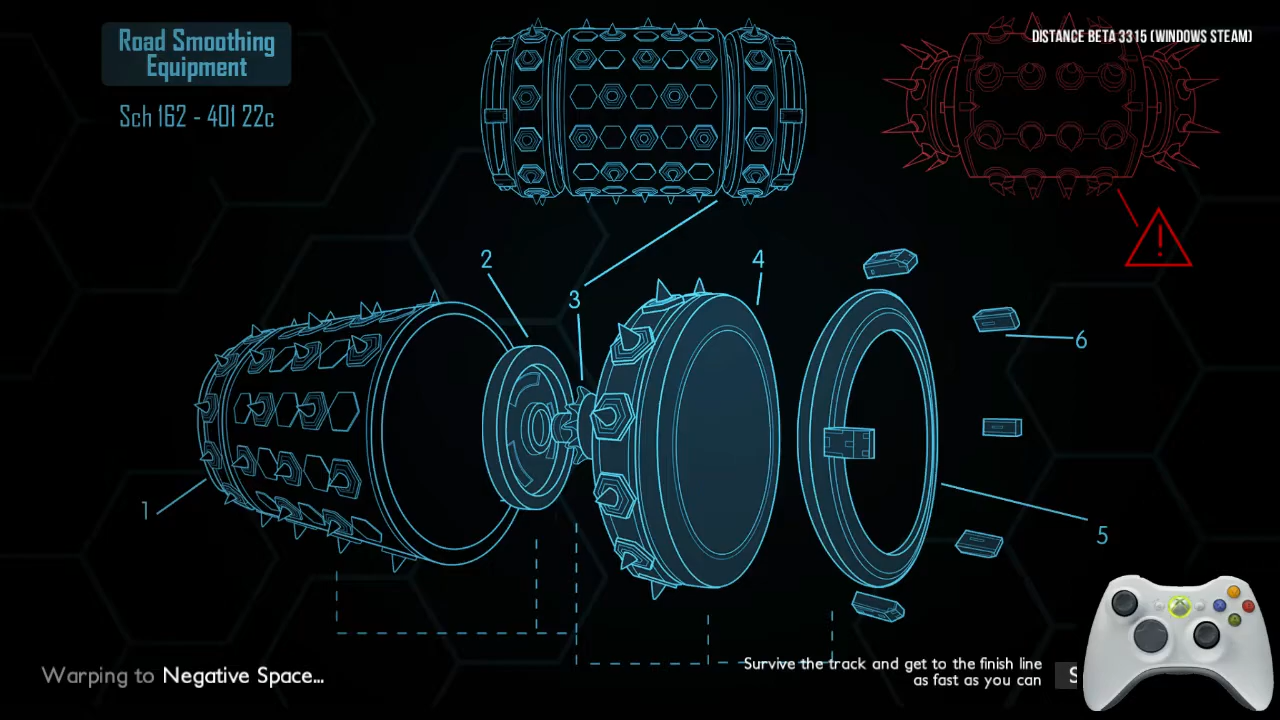 Road Smoothing
Equipment
Sch 162 - 401 22c
DISTANCE BETA 3315 (WINDOWS STEAM)
2
3
4
6
1
5
Warping to Negative Space...
Survive the track and get to the finish line
as fast as you can